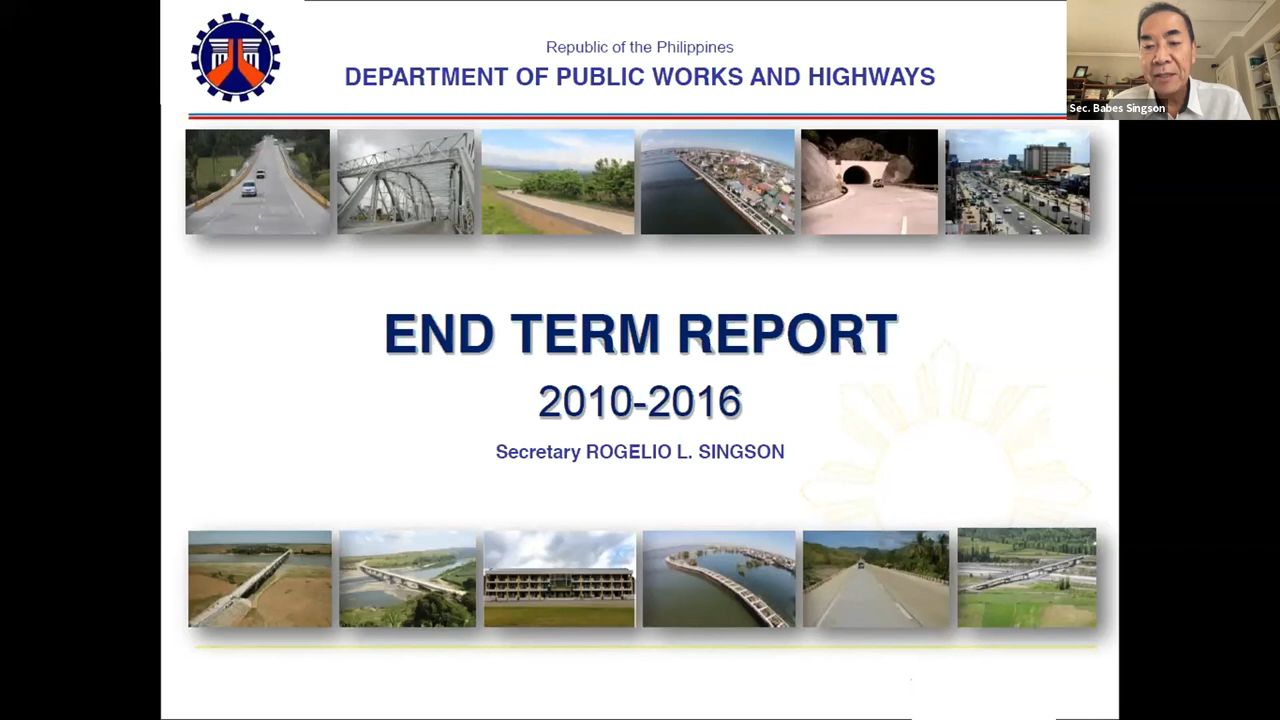 Republic of the Philippines
DEPARTMENT OF PUBLIC WORKS AND HIGHWAYS
Sec. Babes Singson
END TERM REPORT
2010-2016
Secretary ROGELIO L. SINGSON